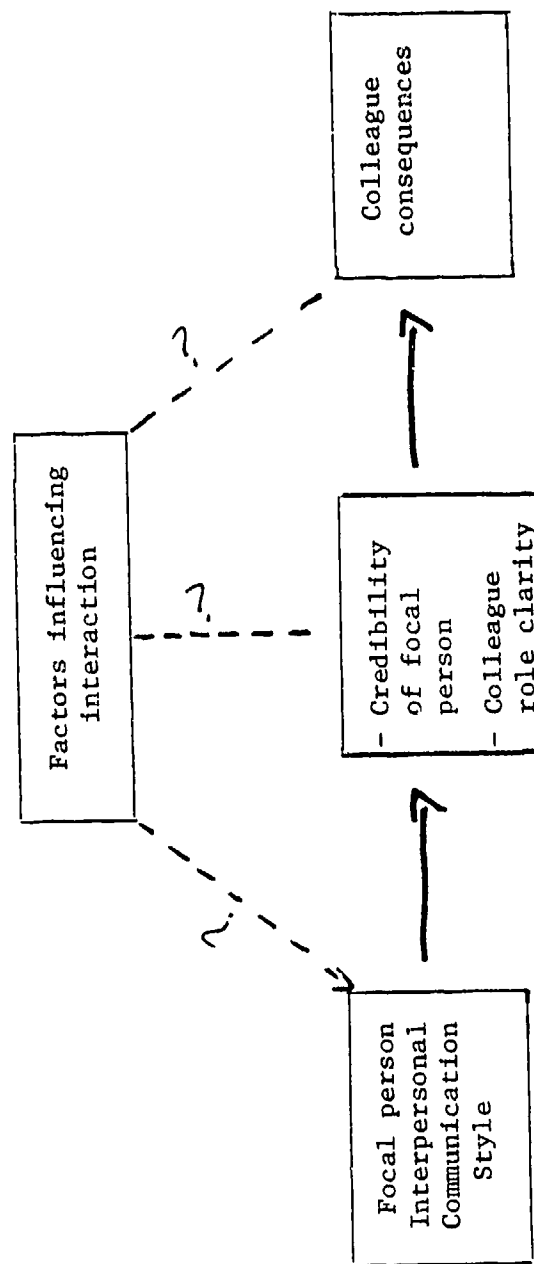 Factors influencing
interaction
?
?
?
Focal person
Interpersonal
Communication
Style
- Credibility
of focal
person
- Colleague
role clarity
Colleague
consequences